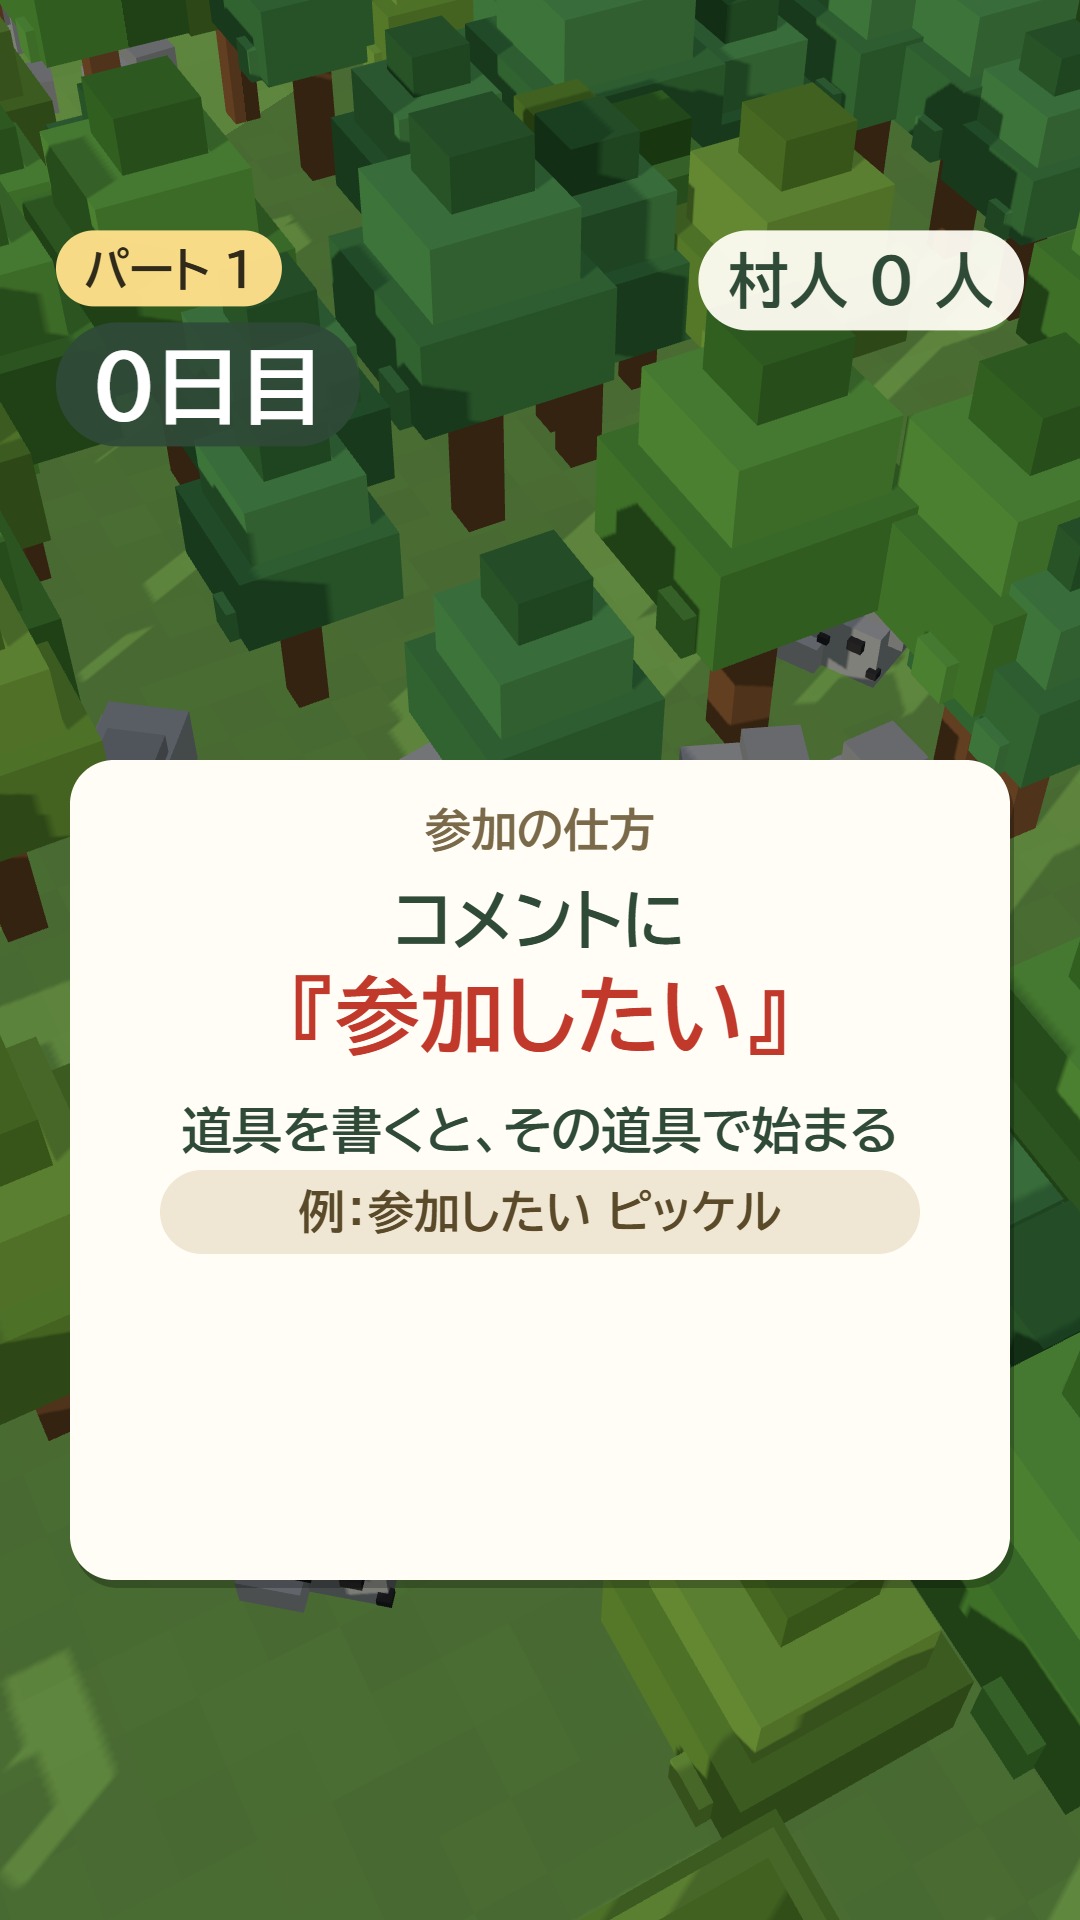 パート 1
村人 0 人
0日目
参加の仕方
コメントに
『参加したい』
道具を書くと、その道具で始まる
例：参加したい ピッケル